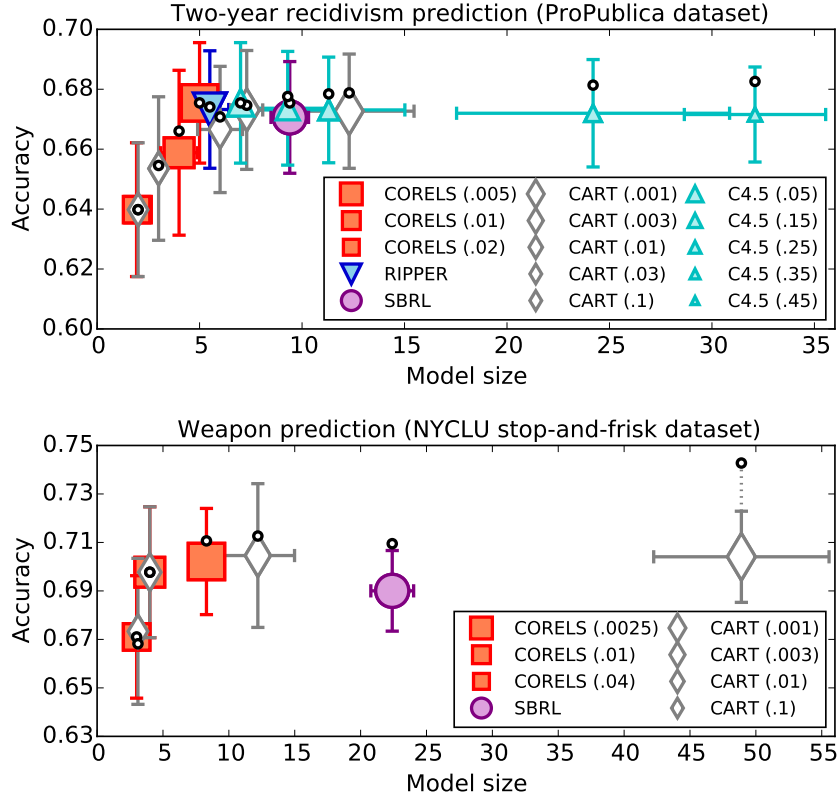 Two-year recidivism prediction (ProPublica dataset)
0.70
0.68
0.66
0.64
0.62
0.60
Accuracy
CORELS (.005)
CORELS (.01)
CORELS (.02)
RIPPER
SBRL
CART (.001)
CART (.003)
CART (.01)
CART (.03)
CART (.1)
C4.5 (.05)
C4.5 (.15)
C4.5 (.25)
C4.5 (.35)
C4.5 (.45)
0 5 10 15 20 25 30 35
Model size
Weapon prediction (NYCLU stop-and-frisk dataset)
0.75
0.73
0.71
0.69
0.67
0.65
0.63
Accuracy
CORELS (.0025)
CORELS (.01)
CORELS (.04)
SBRL
CART (.001)
CART (.003)
CART (.01)
CART (.1)
0 5 10 15 20 25 30 35 40 45 50 55
Model size